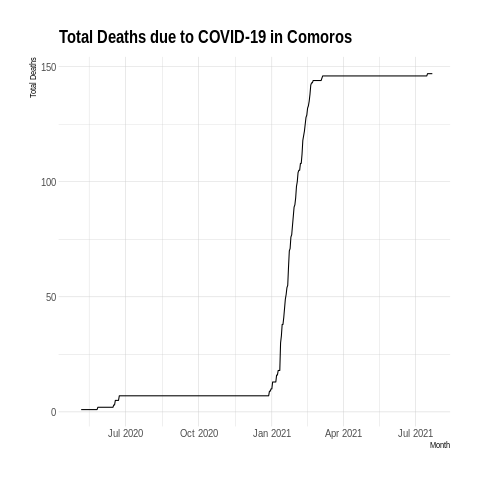 Total Deaths due to COVID-19 in Comoros
Total Deaths
150
100
50
0
Jul 2020
Oct 2020
Jan 2021
Apr 2021
Jul 2021
Month